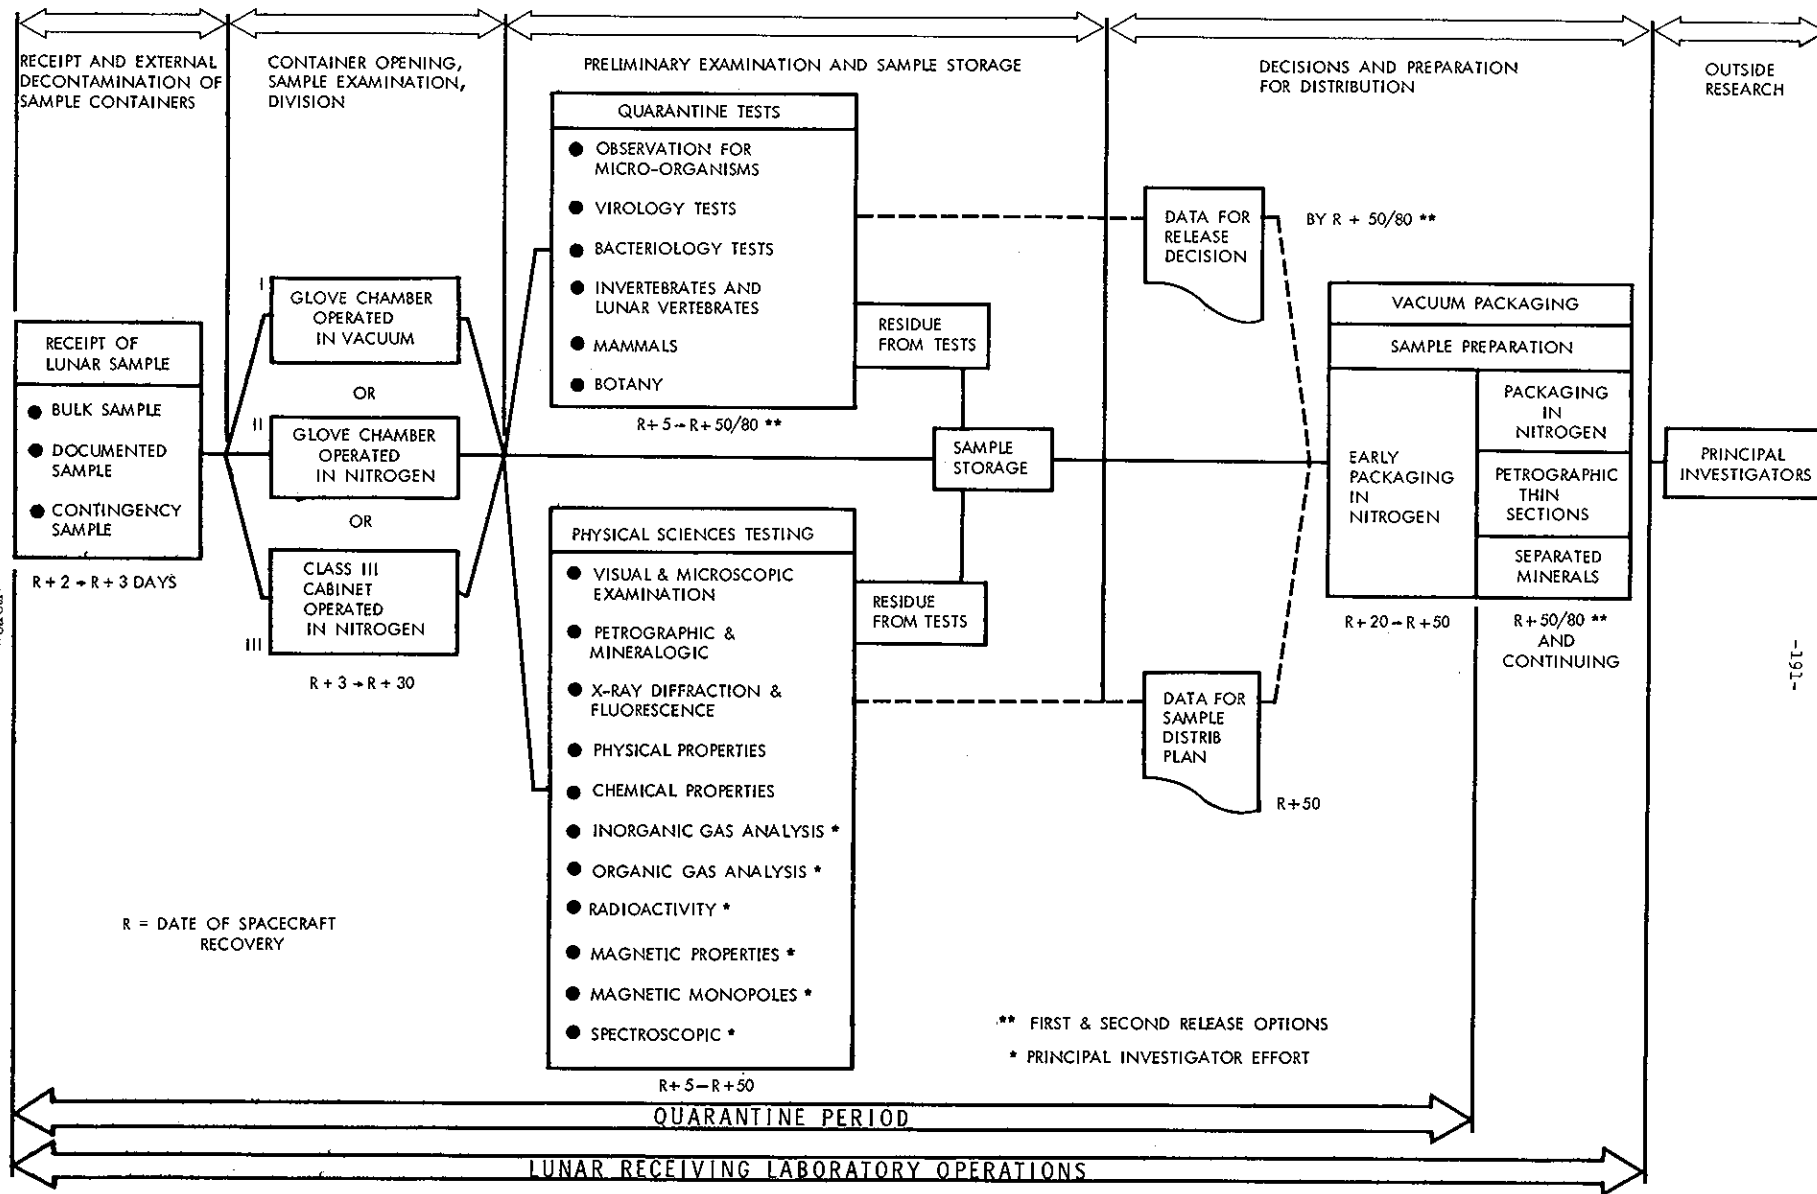 RECEIPT AND EXTERNAL
DECONTAMINATION OF
SAMPLE CONTAINERS
CONTAINER OPENING,
SAMPLE EXAMINATION,
DIVISION
PRELIMINARY EXAMINATION AND SAMPLE STORAGE
DECISIONS AND PREPARATION
FOR DISTRIBUTION
OUTSIDE
RESEARCH
RECEIPT OF
LUNAR SAMPLE
● BULK SAMPLE
● DOCUMENTED
SAMPLE
● CONTINGENCY
SAMPLE
R + 2 → R + 3 DAYS
I
GLOVE CHAMBER
OPERATED
IN VACUUM
OR
II
GLOVE CHAMBER
OPERATED
IN NITROGEN
OR
III
CLASS III
CABINET
OPERATED
IN NITROGEN
R + 3 → R + 30
QUARANTINE TESTS
● OBSERVATION FOR
MICRO-ORGANISMS
● VIROLOGY TESTS
● BACTERIOLOGY TESTS
● INVERTEBRATES AND
LUNAR VERTEBRATES
● MAMMALS
● BOTANY
R+ 5 → R+ 50/80 **
RESIDUE
FROM TESTS
SAMPLE
STORAGE
PHYSICAL SCIENCES TESTING
● VISUAL & MICROSCOPIC
EXAMINATION
● PETROGRAPHIC &
MINERALOGIC
● X-RAY DIFFRACTION &
FLUORESCENCE
● PHYSICAL PROPERTIES
● CHEMICAL PROPERTIES
● INORGANIC GAS ANALYSIS *
● ORGANIC GAS ANALYSIS *
● RADIOACTIVITY *
● MAGNETIC PROPERTIES *
● MAGNETIC MONOPOLES *
● SPECTROSCOPIC *
R+ 5 — R+ 50
RESIDUE
FROM TESTS
DATA FOR
RELEASE
DECISION
BY R + 50/80 **
DATA FOR
SAMPLE
DISTRIB
PLAN
R+50
VACUUM PACKAGING
SAMPLE PREPARATION
EARLY
PACKAGING
IN
NITROGEN
PACKAGING
IN
NITROGEN
PETROGRAPHIC
THIN
SECTIONS
SEPARATED
MINERALS
R+20 → R+50
R+50/80 **
AND
CONTINUING
PRINCIPAL
INVESTIGATORS
R = DATE OF SPACECRAFT
RECOVERY
** FIRST & SECOND RELEASE OPTIONS
* PRINCIPAL INVESTIGATOR EFFORT
QUARANTINE PERIOD
LUNAR RECEIVING LABORATORY OPERATIONS
-191-